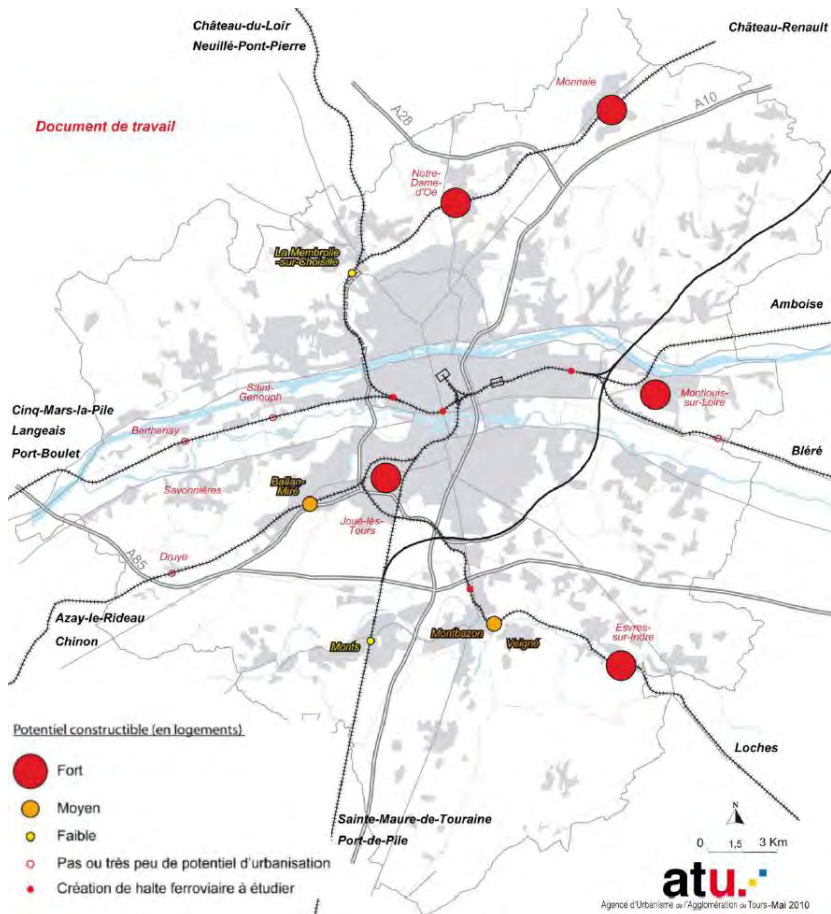 Château-du-Loir
Neuillé-Pont-Pierre
Château-Renault
Document de travail
A28
Monnaie
A10
Notre-
Dame-
d'Oé
La Membrolle
-sur-Choisille
Amboise
Saint-
Genouph
Berthenay
Cinq-Mars-la-Pile
Langeais
Port-Boulet
Montlouis-
sur-Loire
Bléré
Savonnières
Ballan-
Miré
Joué-lès-
Tours
A85
Druye
Azay-le-Rideau
Chinon
Monts
Montbazon
Veigné
Esvres-
sur-Indre
Loches
Sainte-Maure-de-Touraine
Port-de-Pile
Potentiel constructible (en logements)
Fort
Moyen
Faible
Pas ou très peu de potentiel d'urbanisation
Création de halte ferroviaire à étudier
N
0 1,5 3 Km
atu.
Agence d'Urbanisme de l'Agglomération de Tours-Mai 2010